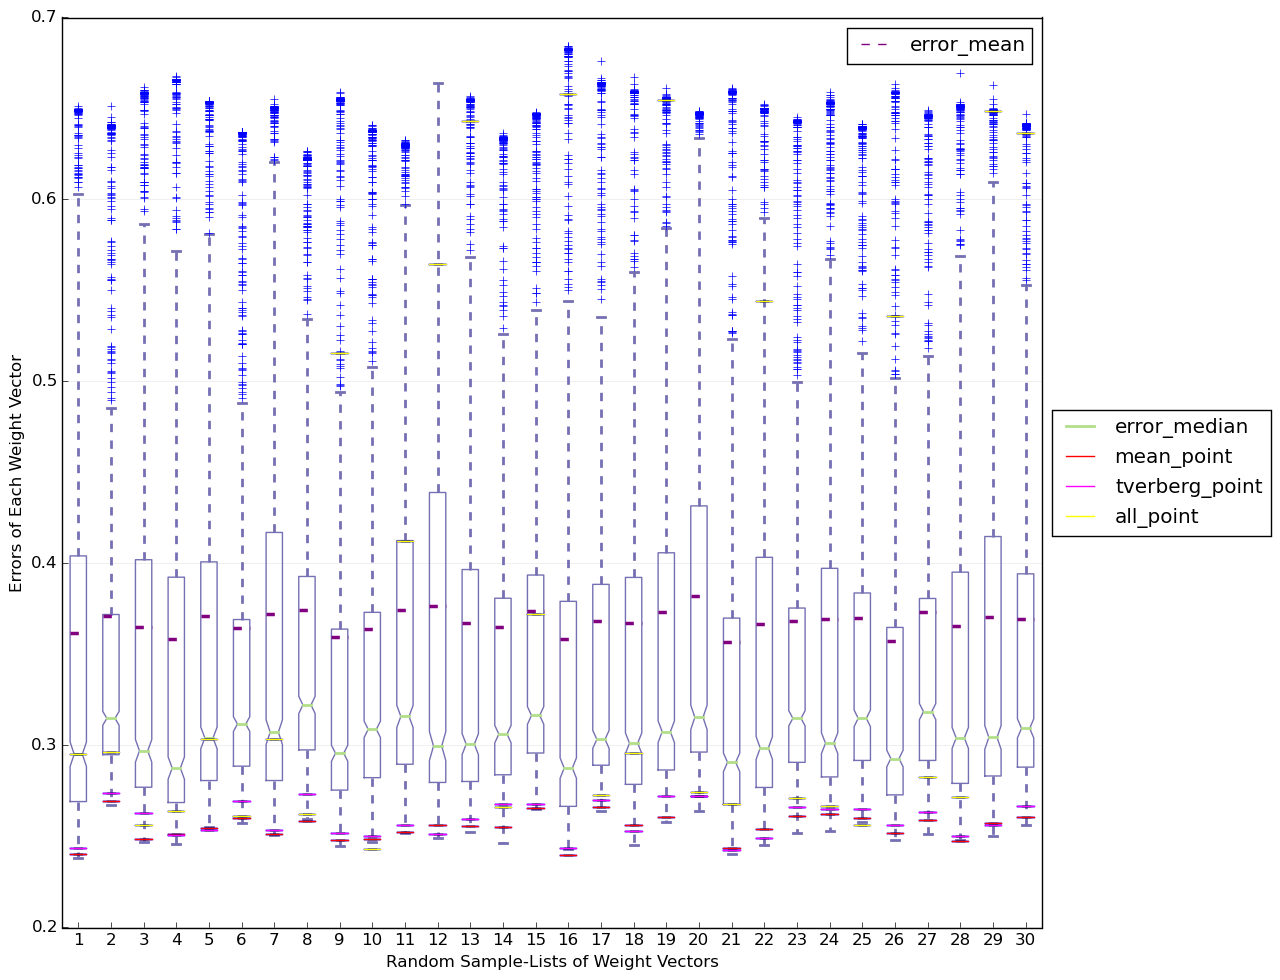 0.7
0.6
0.5
0.4
0.3
0.2
Errors of Each Weight Vector
error_mean
error_median
mean_point
tverberg_point
all_point
1 2 3 4 5 6 7 8 9 10 11 12 13 14 15 16 17 18 19 20 21 22 23 24 25 26 27 28 29 30
Random Sample-Lists of Weight Vectors